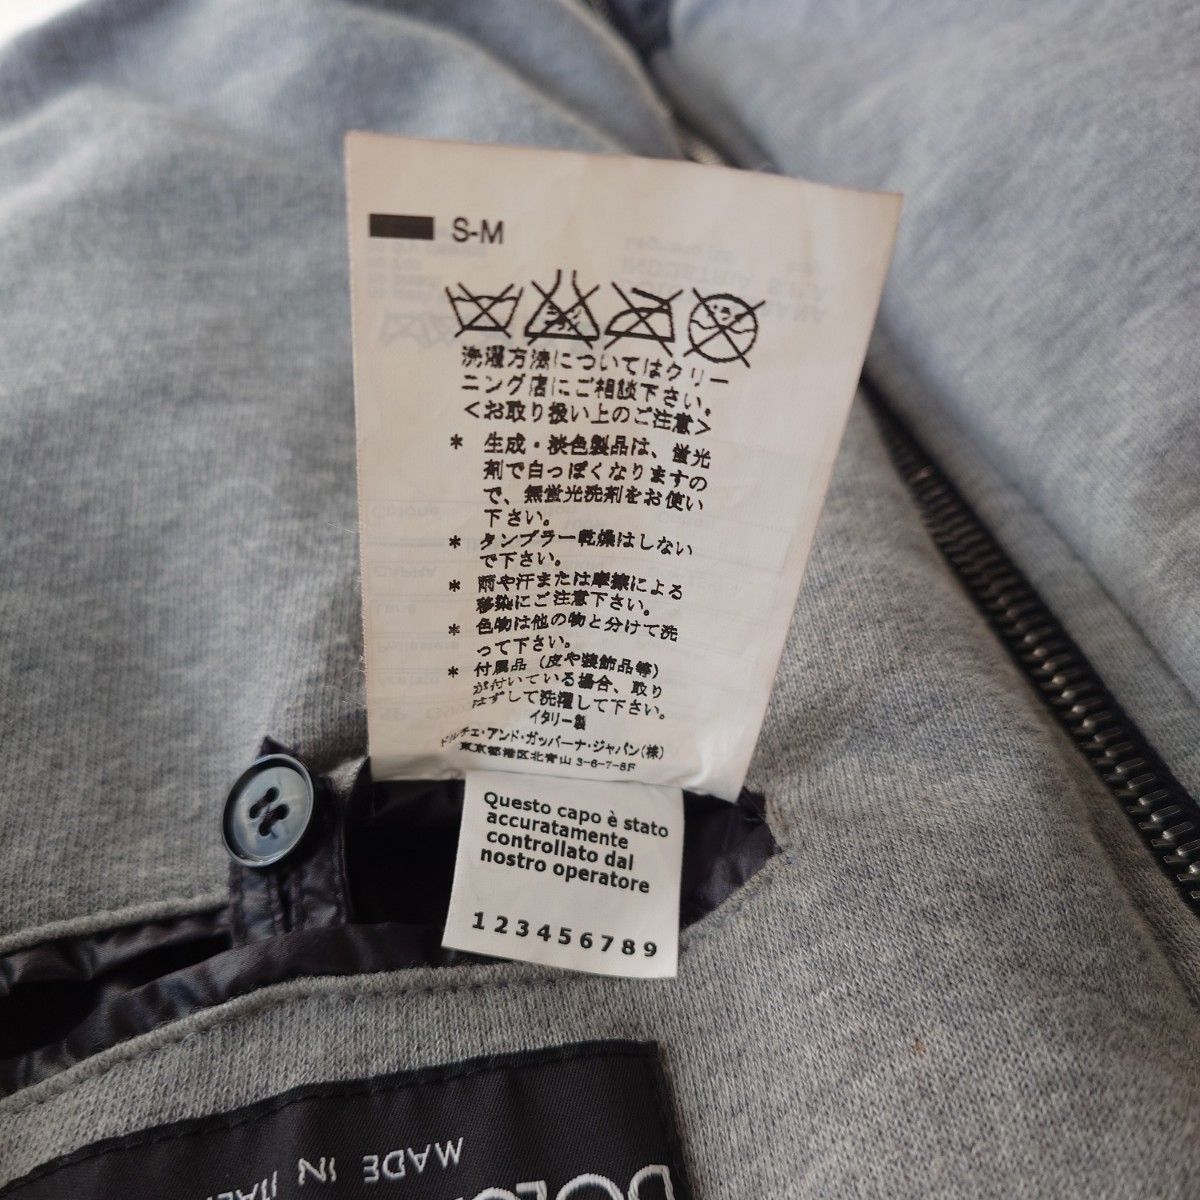 S-M
洗濯方法についてはクリー
ニング店にご相談下さい。
<お取り扱い上のご注意>
* 生成・淡色製品は、蛍光
剤で白っぽくなりますの
で、無蛍光洗剤をお使い
下さい。
* タンブラー乾燥はしない
で下さい。
* 雨や汗または摩擦による
移染にご注意下さい。
* 色物は他の物と分けて洗
って下さい。
* 付属品(皮や装飾品等)
が付いている場合、取り
はずして洗濯して下さい。
イタリー製
ドルチェ・アンド・ガッバーナ・ジャパン(株)
東京都港区北青山 3-6-7-8F
Questo capo è stato
accuratamente
controllato dal
nostro operatore
1 2 3 4 5 6 7 8 9
MADE IN ITAL